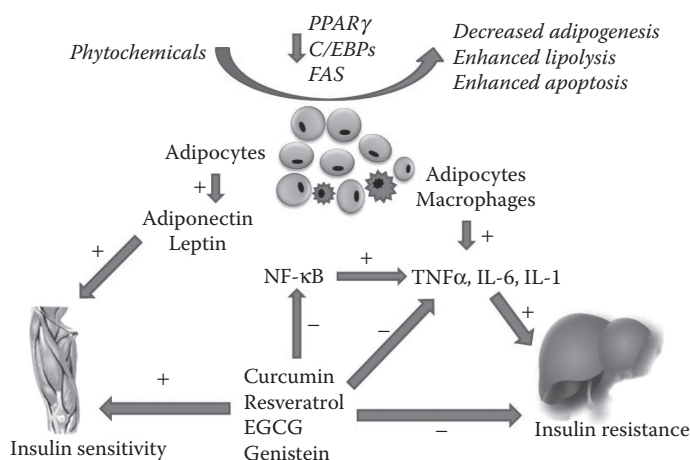 Phytochemicals
PPARγ
C/EBPs
FAS
Decreased adipogenesis
Enhanced lipolysis
Enhanced apoptosis
Adipocytes
+
Adiponectin
Leptin
+
Adipocytes
Macrophages
+
NF-κB
+
TNFα, IL-6, IL-1
+
–
–
+
Curcumin
Resveratrol
EGCG
Genistein
–
Insulin sensitivity
Insulin resistance